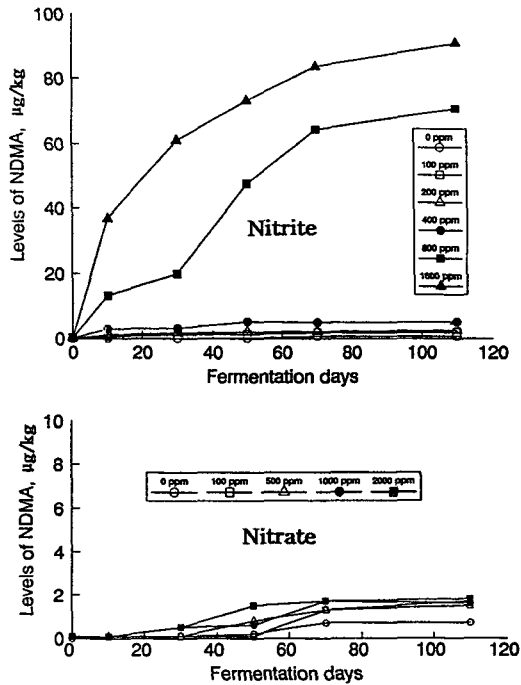 Levels of NDMA, µg/kg
100
80
60
40
20
0
0 ppm
100 ppm
200 ppm
400 ppm
800 ppm
1600 ppm
Nitrite
0 20 40 60 80 100 120
Fermentation days
Levels of NDMA, µg/kg
10
8
6
4
2
0
0 ppm 100 ppm 500 ppm 1000 ppm 2000 ppm
Nitrate
0 20 40 60 80 100 120
Fermentation days